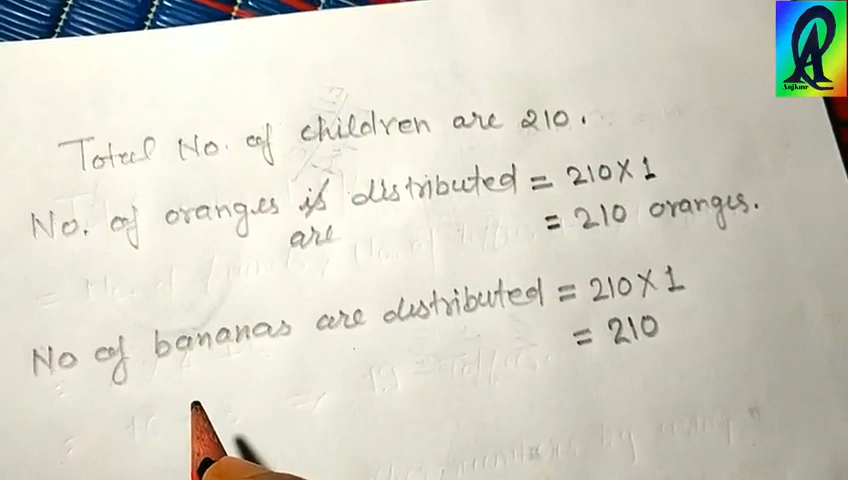 Total No. of children are 210.
No. of oranges is distributed = 210 X 1
are
= 210 oranges.
No of bananas are distributed = 210 X 1
= 210